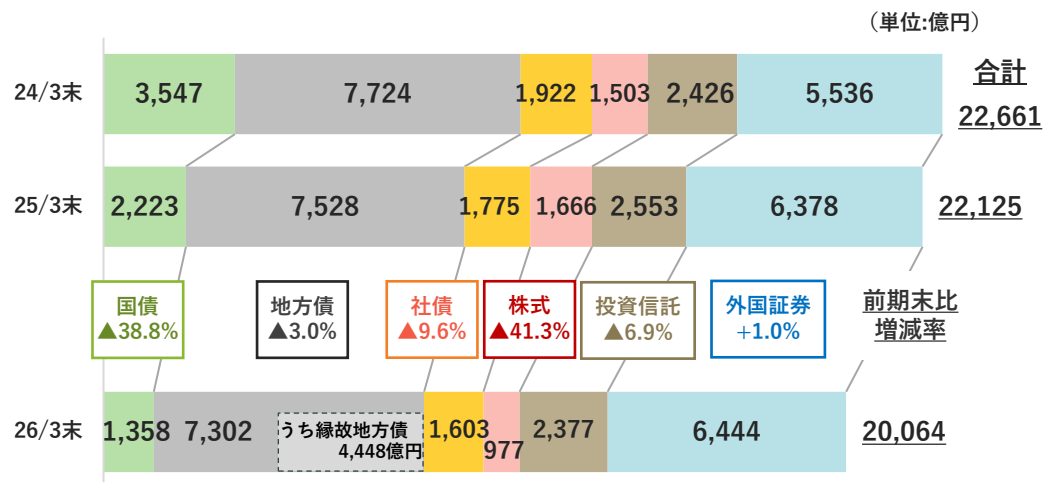 （単位:億円）
24/3末
3,547
7,724
1,922
1,503
2,426
5,536
合計
22,661
25/3末
2,223
7,528
1,775
1,666
2,553
6,378
22,125
国債
▲38.8%
地方債
▲3.0%
社債
▲9.6%
株式
▲41.3%
投資信託
▲6.9%
外国証券
+1.0%
前期末比
増減率
26/3末
1,358
7,302
うち縁故地方債
4,448億円
1,603
977
2,377
6,444
20,064